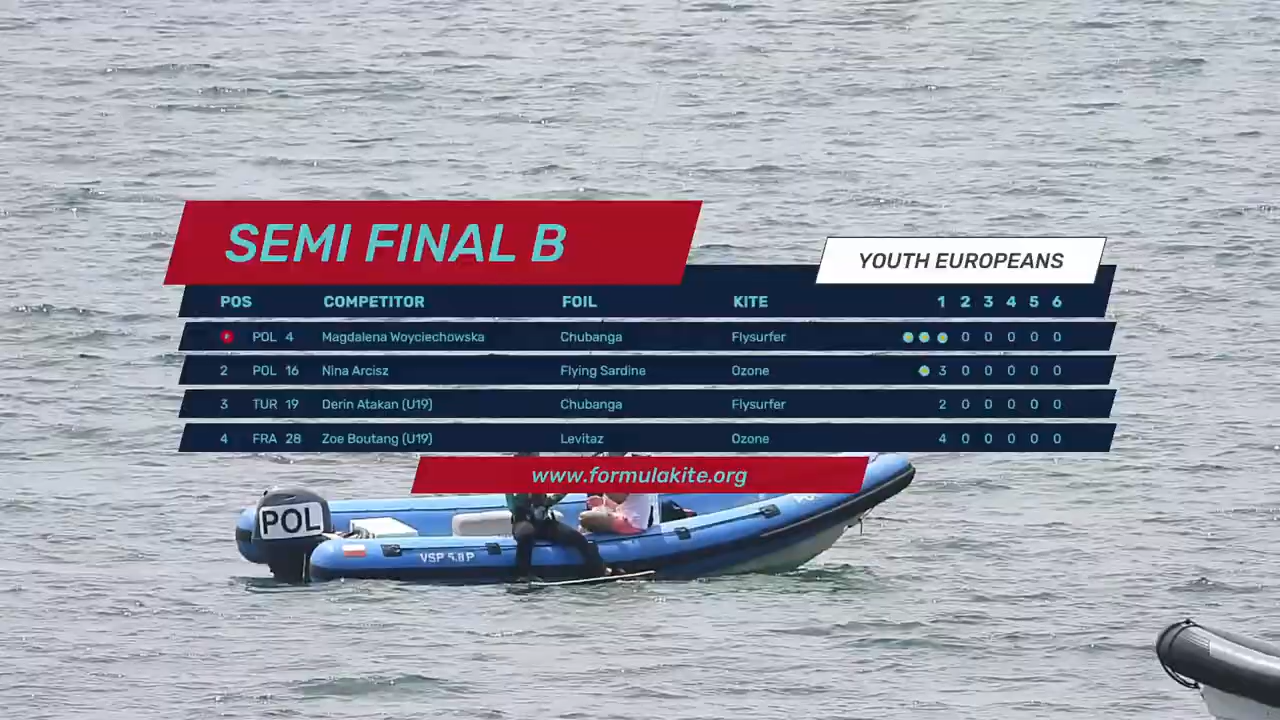 SEMI FINAL B
YOUTH EUROPEANS
POS COMPETITOR FOIL KITE 1 2 3 4 5 6
F POL 4 Magdalena Woyciechowska Chubanga Flysurfer 0 0 0 0 0
2 POL 16 Nina Arcisz Flying Sardine Ozone 3 0 0 0 0 0
3 TUR 19 Derin Atakan (U19) Chubanga Flysurfer 2 0 0 0 0 0
4 FRA 28 Zoe Boutang (U19) Levitaz Ozone 4 0 0 0 0 0
www.formulakite.org
POL
VSP 5.8 P